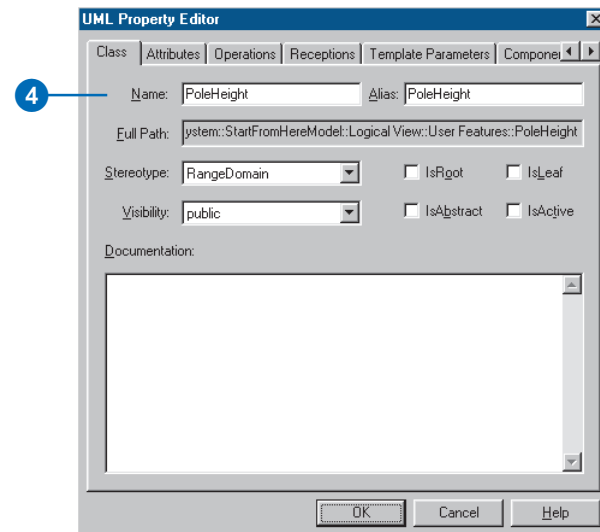 UML Property Editor
Class Attributes Operations Receptions Template Parameters
4
Name: PoleHeight Alias: PoleHeight
Full Path: ystem::StartFromHereModel::Logical View::User Features::PoleHeight
Stereotype: RangeDomain IsRoot IsLeaf
Visibility: public IsAbstract IsActive
Documentation:
OK Cancel Help